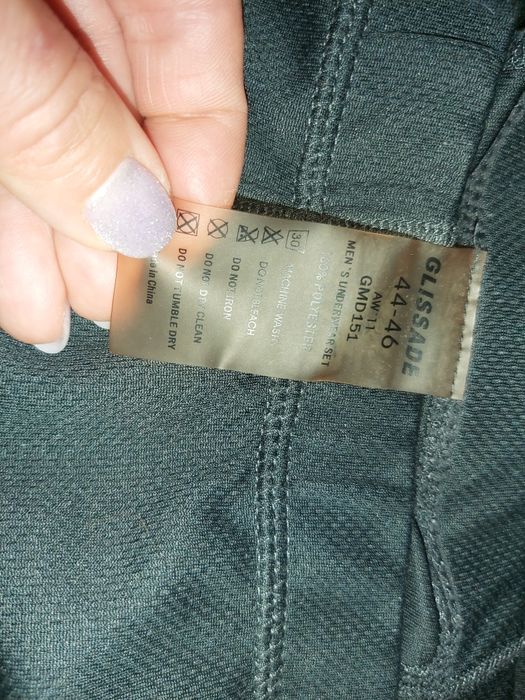 GLISSADE
44-46
AW'11
GMD151
MEN'S UNDERWEAR SET
100% POLYESTER
30°
MACHINE WASH
DO NOT BLEACH
DO NOT IRON
DO NOT DRY CLEAN
DO NOT TUMBLE DRY
in China